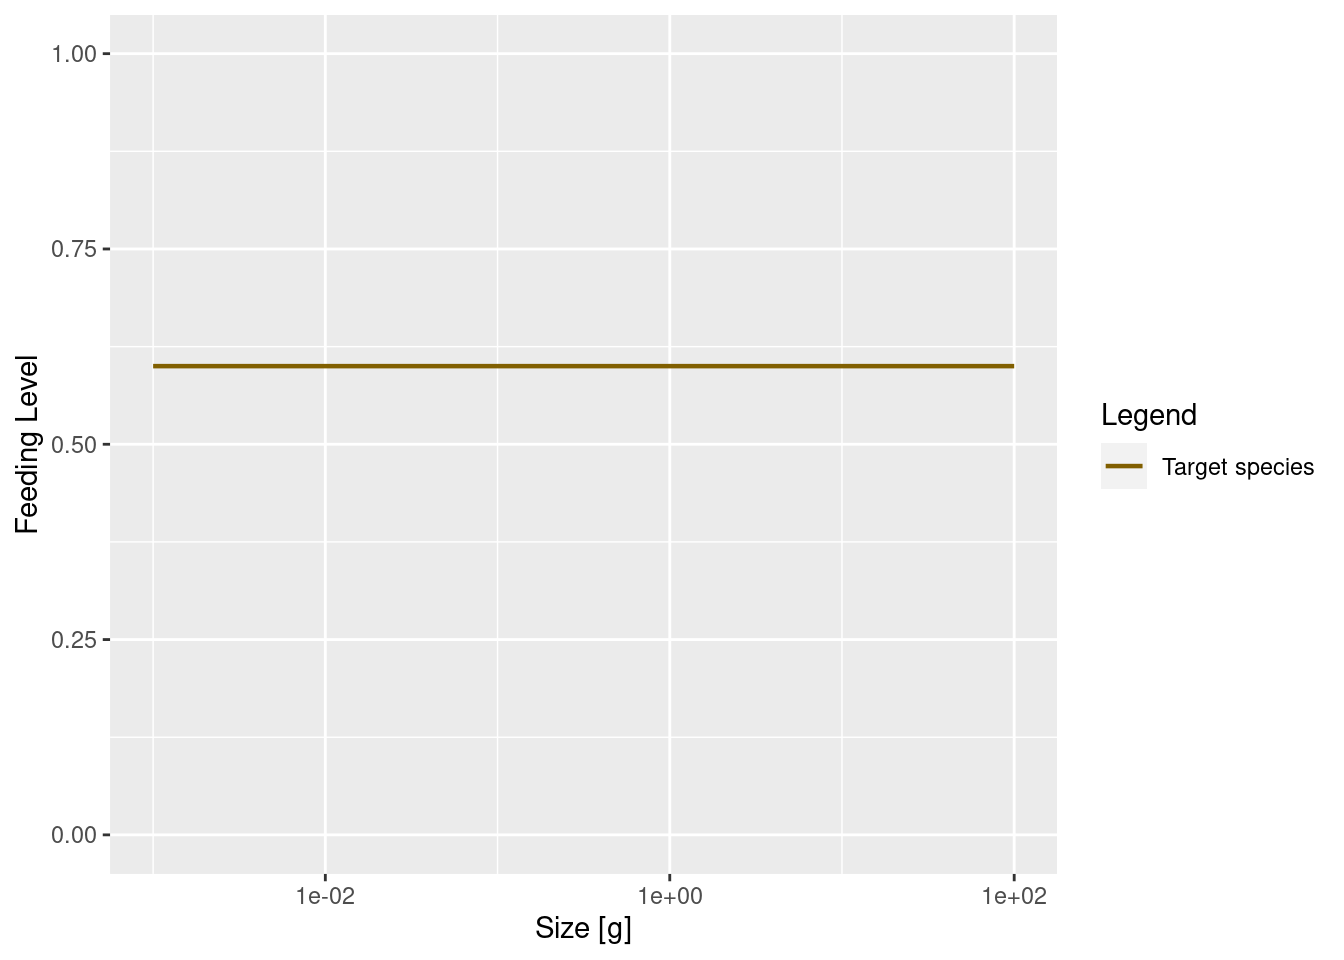 1.00
0.75
0.50
0.25
0.00
Feeding Level
1e-02
1e+00
1e+02
Size [g]
Legend
Target species